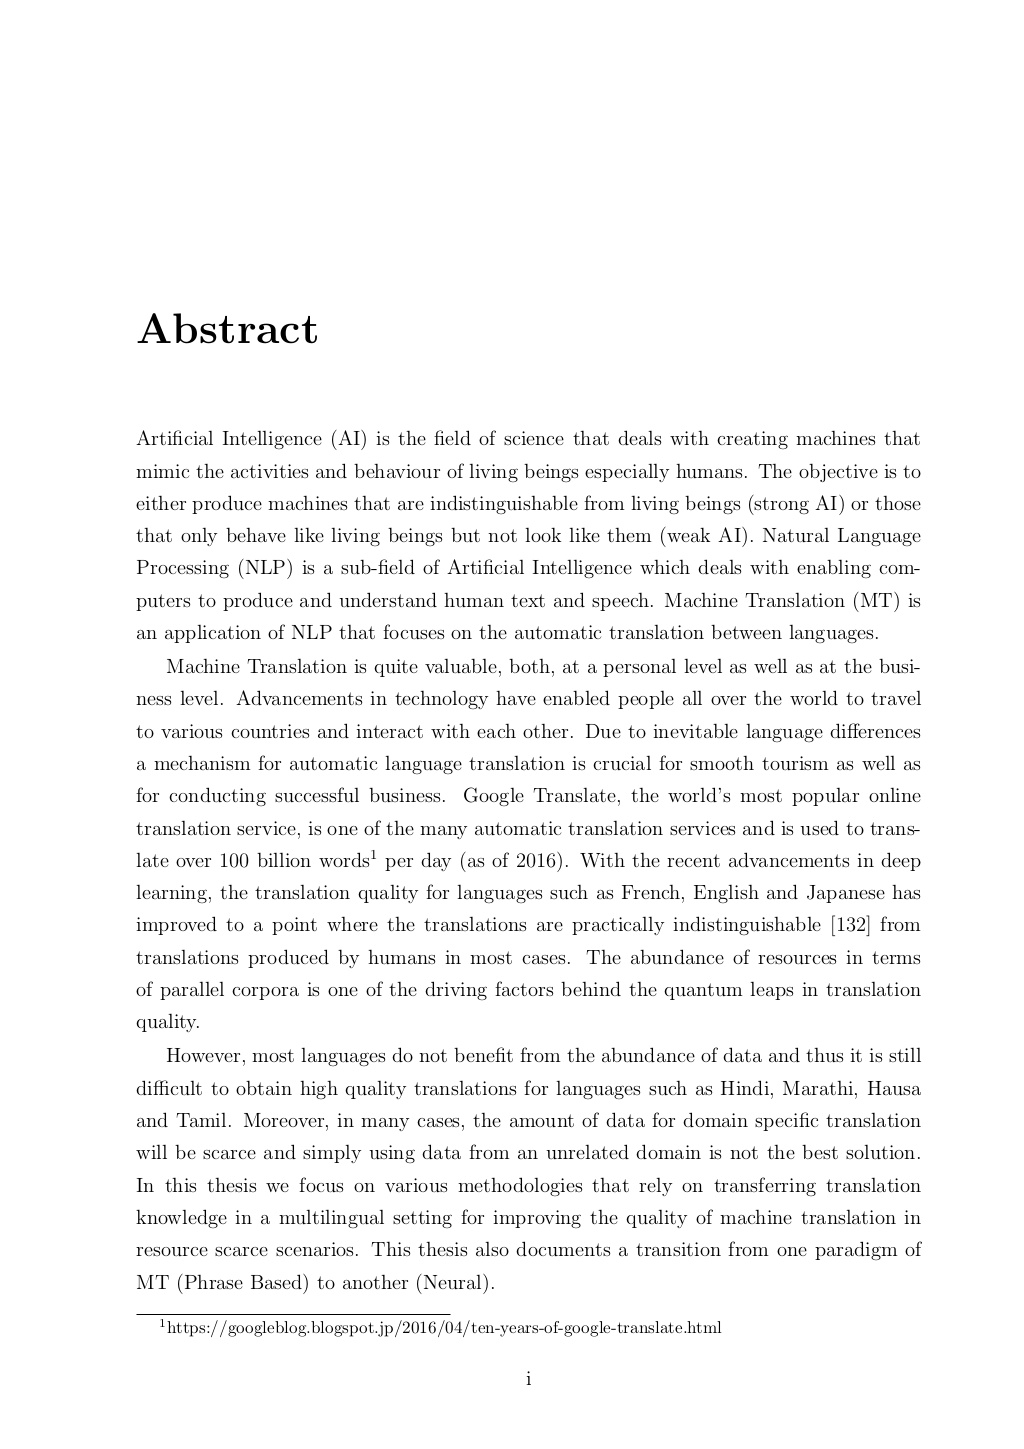 Abstract
Artificial Intelligence (AI) is the field of science that deals with creating machines that
mimic the activities and behaviour of living beings especially humans. The objective is to
either produce machines that are indistinguishable from living beings (strong AI) or those
that only behave like living beings but not look like them (weak AI). Natural Language
Processing (NLP) is a sub-field of Artificial Intelligence which deals with enabling com-
puters to produce and understand human text and speech. Machine Translation (MT) is
an application of NLP that focuses on the automatic translation between languages.
Machine Translation is quite valuable, both, at a personal level as well as at the busi-
ness level. Advancements in technology have enabled people all over the world to travel
to various countries and interact with each other. Due to inevitable language differences
a mechanism for automatic language translation is crucial for smooth tourism as well as
for conducting successful business. Google Translate, the world's most popular online
translation service, is one of the many automatic translation services and is used to trans-
late over 100 billion words¹ per day (as of 2016). With the recent advancements in deep
learning, the translation quality for languages such as French, English and Japanese has
improved to a point where the translations are practically indistinguishable [132] from
translations produced by humans in most cases. The abundance of resources in terms
of parallel corpora is one of the driving factors behind the quantum leaps in translation
quality.
However, most languages do not benefit from the abundance of data and thus it is still
difficult to obtain high quality translations for languages such as Hindi, Marathi, Hausa
and Tamil. Moreover, in many cases, the amount of data for domain specific translation
will be scarce and simply using data from an unrelated domain is not the best solution.
In this thesis we focus on various methodologies that rely on transferring translation
knowledge in a multilingual setting for improving the quality of machine translation in
resource scarce scenarios. This thesis also documents a transition from one paradigm of
MT (Phrase Based) to another (Neural).
¹https://googleblog.blogspot.jp/2016/04/ten-years-of-google-translate.html
i